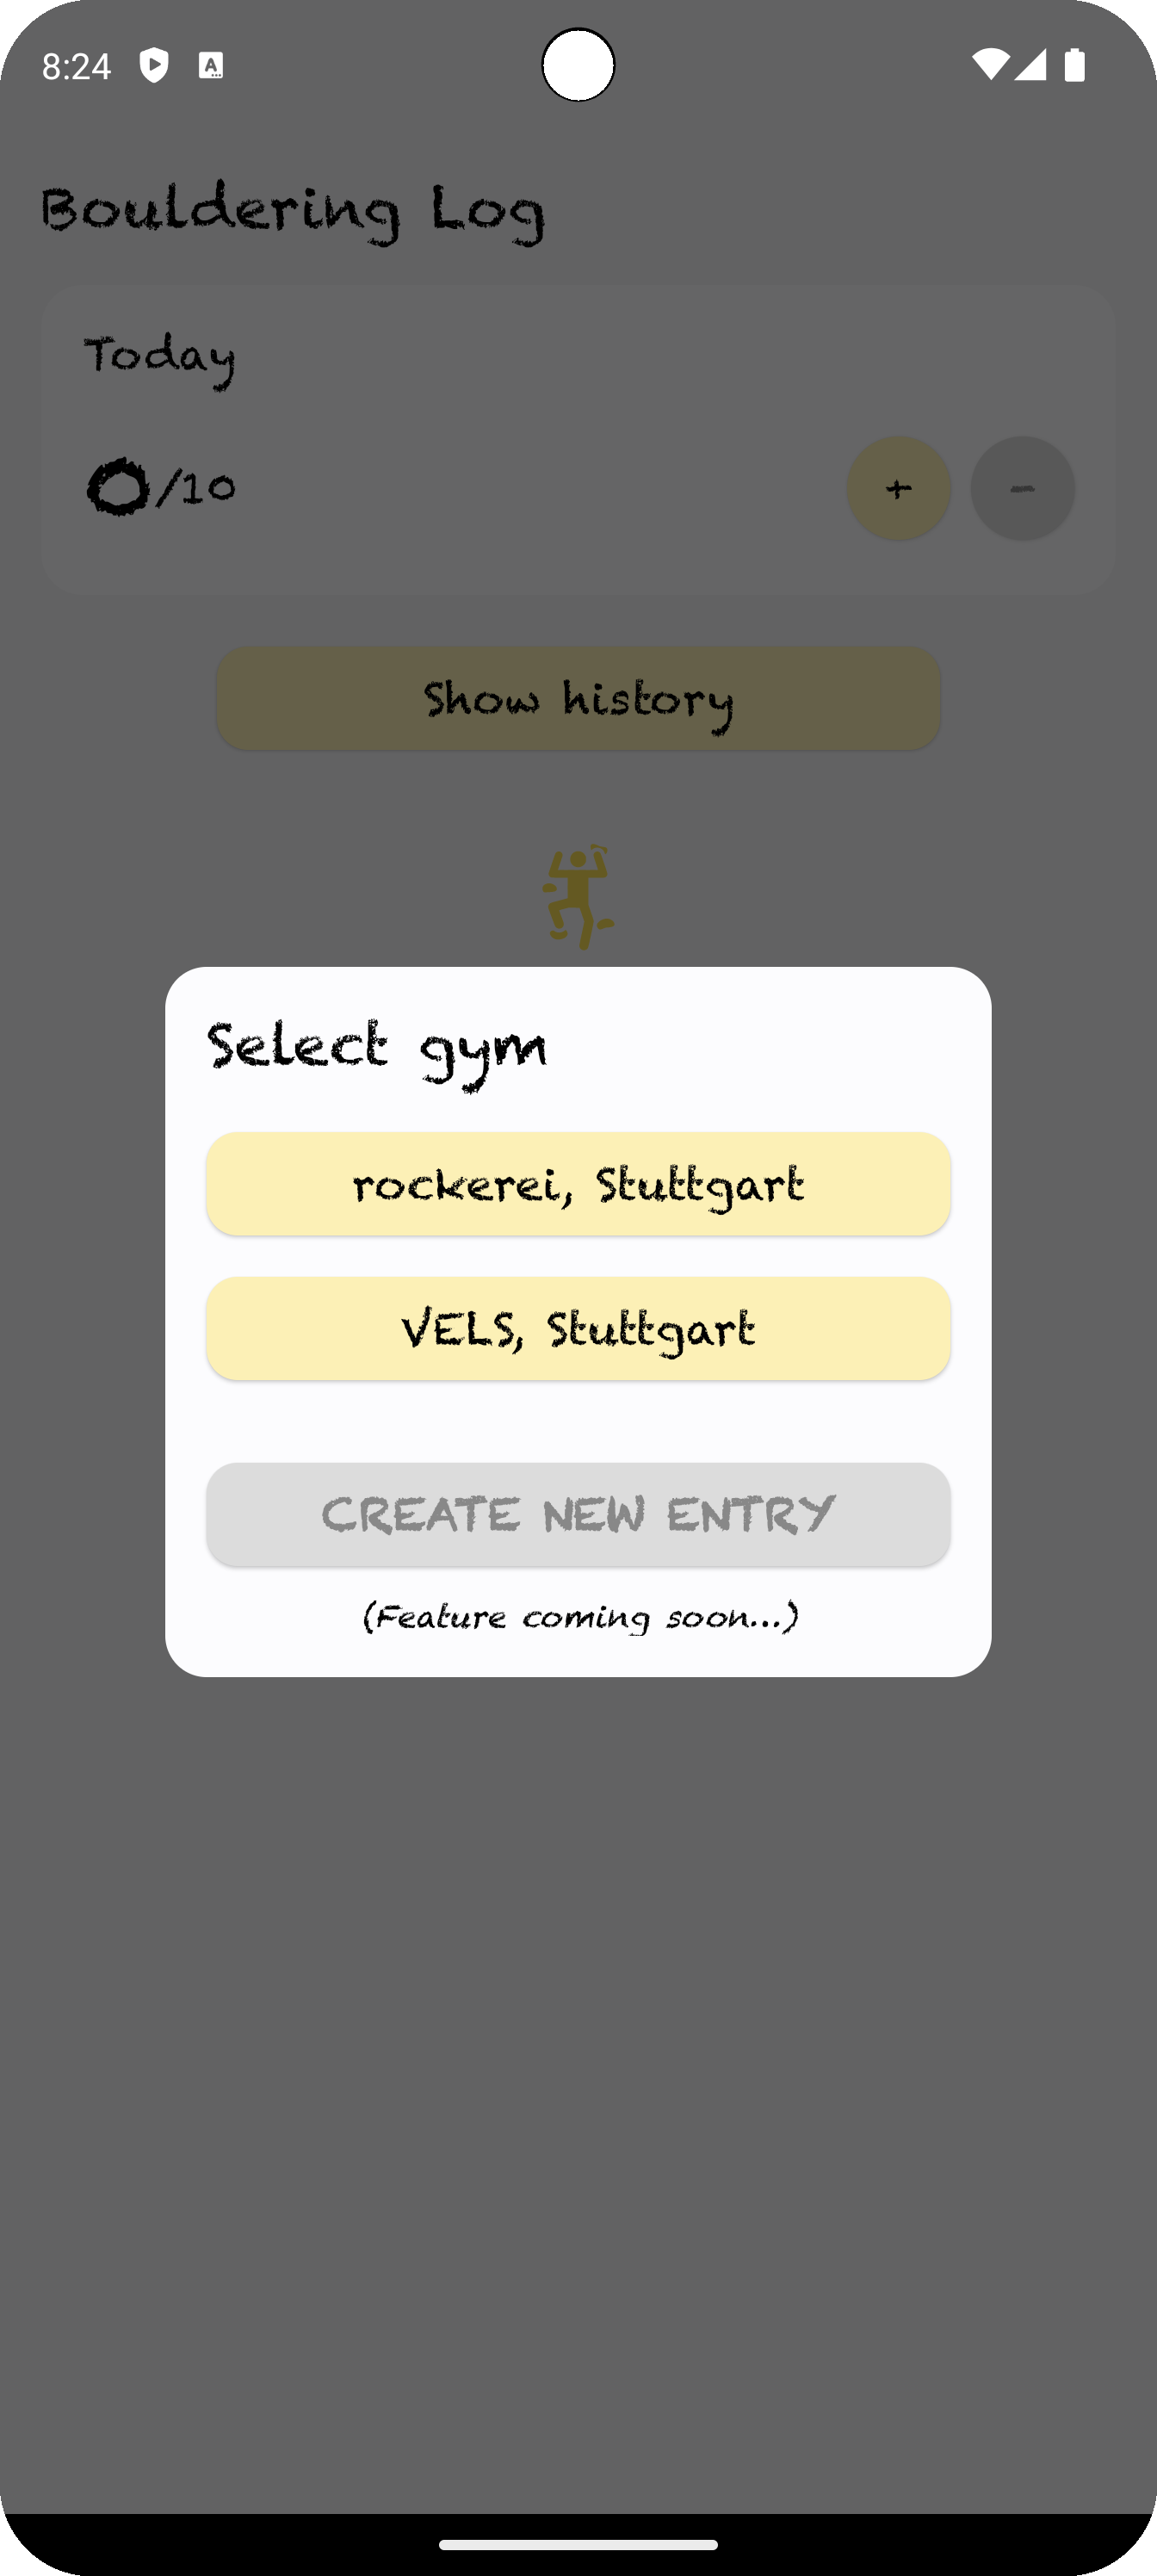 8:24
Bouldering Log
Today
0/10
+ -
Show history
Select gym
rockerei, Stuttgart
VELS, Stuttgart
CREATE NEW ENTRY
(Feature coming soon...)